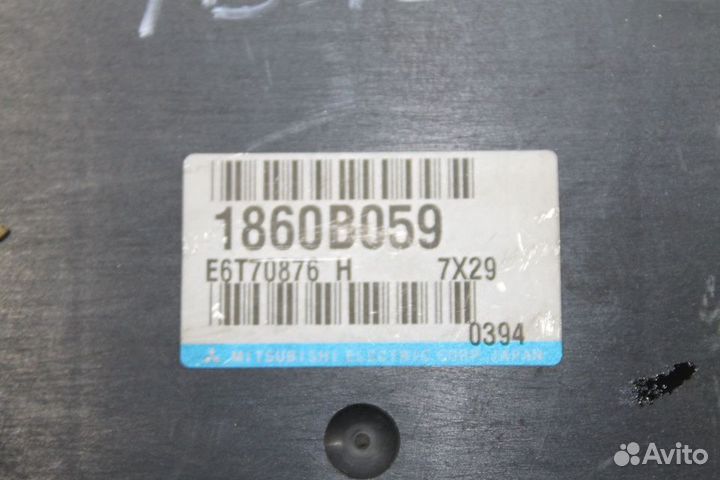 1860B059
E6T70876 H 7X29
0394
MITSUBISHI ELECTRIC CORP. JAPAN
Avito